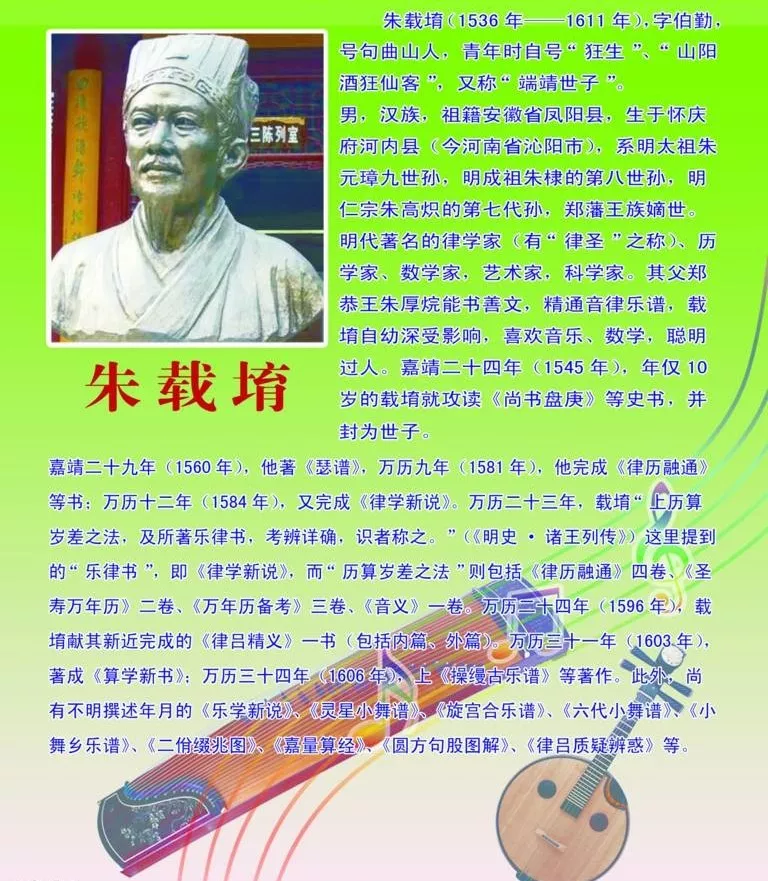 朱载堉（1536 年——1611 年），字伯勤，
号句曲山人，青年时自号“ 狂生 ”、“ 山阳
酒狂仙客 ”，又称“ 端靖世子 ”。
男，汉族，祖籍安徽省凤阳县，生于怀庆
府河内县（今河南省沁阳市），系明太祖朱
元璋九世孙，明成祖朱棣的第八世孙，明
仁宗朱高炽的第七代孙，郑藩王族嫡世。
明代著名的律学家（有“ 律圣 ”之称）、历
学家、数学家，艺术家，科学家。其父郑
恭王朱厚烷能书善文，精通音律乐谱，载
堉自幼深受影响，喜欢音乐、数学，聪明
过人。嘉靖二十四年（1545 年），年仅 10
岁的载堉就攻读《尚书盘庚》等史书，并
封为世子。
三陈列室
朱载堉
嘉靖二十九年（1560 年），他著《瑟谱》，万历九年（1581 年），他完成《律历融通》
等书；万历十二年（1584 年），又完成《律学新说》。万历二十三年，载堉“ 上历算
岁差之法，及所著乐律书，考辨详确，识者称之。”（《明史 · 诸王列传》）这里提到
的“ 乐律书 ”，即《律学新说》，而“ 历算岁差之法 ”则包括《律历融通》四卷、《圣
寿万年历》二卷、《万年历备考》三卷、《音义》一卷。万历二十四年（1596 年），载
堉献其新近完成的《律吕精义》一书（包括内篇、外篇）。万历三十一年（1603 年），
著成《算学新书》；万历三十四年（1606 年），上《操缦古乐谱》等著作。此外，尚
有不明撰述年月的《乐学新说》、《灵星小舞谱》、《旋宫合乐谱》、《六代小舞谱》、《小
舞乡乐谱》、《二佾缀兆图》、《嘉量算经》、《圆方句股图解》、《律吕质疑辨惑》等。